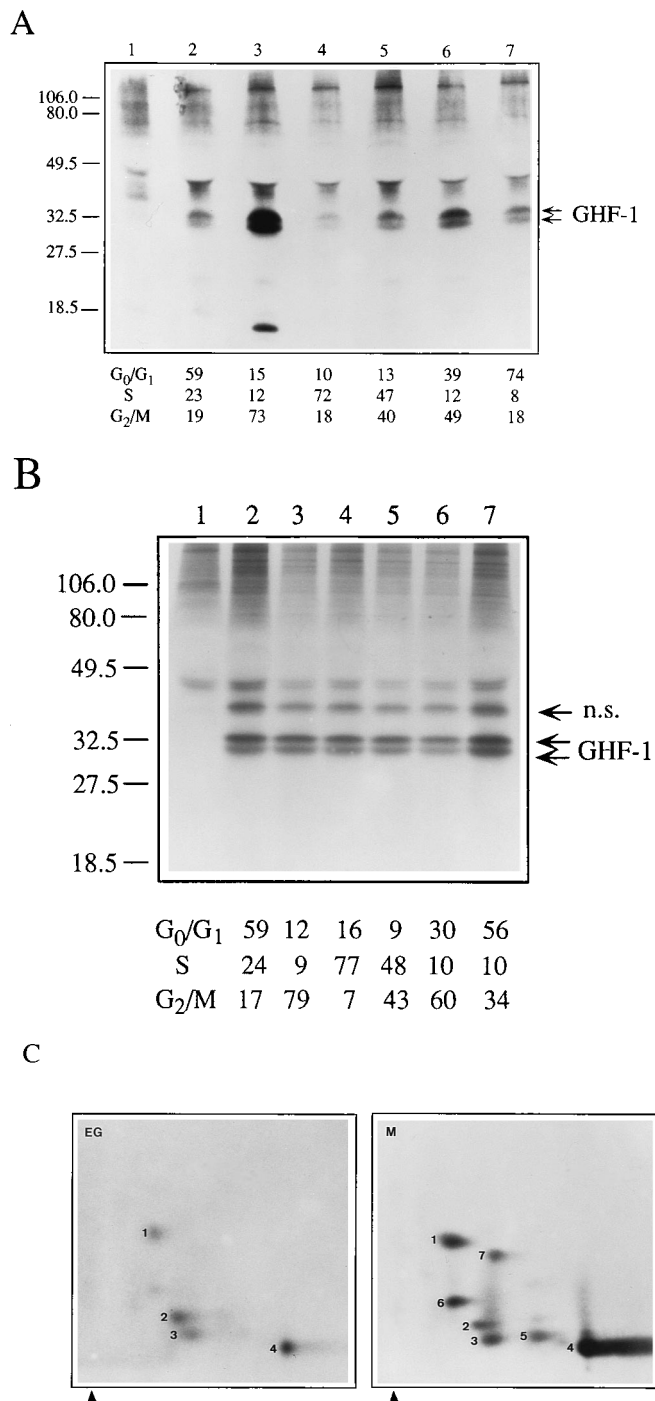 A
1 2 3 4 5 6 7
106.0
80.0
49.5
32.5
27.5
18.5
GHF-1
G0/G1 59 15 10 13 39 74
S 23 12 72 47 12 8
G2/M 19 73 18 40 49 18
B
1 2 3 4 5 6 7
106.0
80.0
49.5
32.5
27.5
18.5
n.s.
GHF-1
G0/G1 59 12 16 9 30 56
S 24 9 77 48 10 10
G2/M 17 79 7 43 60 34
C
EG
1
2
3
4
M
1
7
6
2
3
5
4